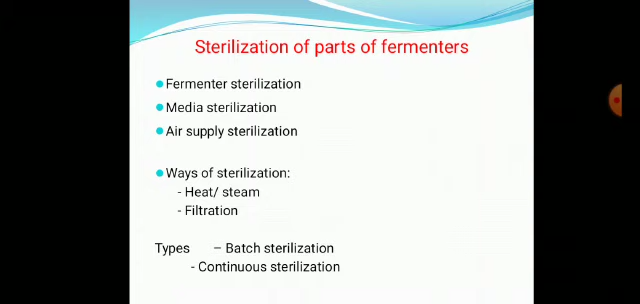 Sterilization of parts of fermenters
Fermenter sterilization
Media sterilization
Air supply sterilization
Ways of sterilization:
- Heat/ steam
- Filtration
Types – Batch sterilization
- Continuous sterilization